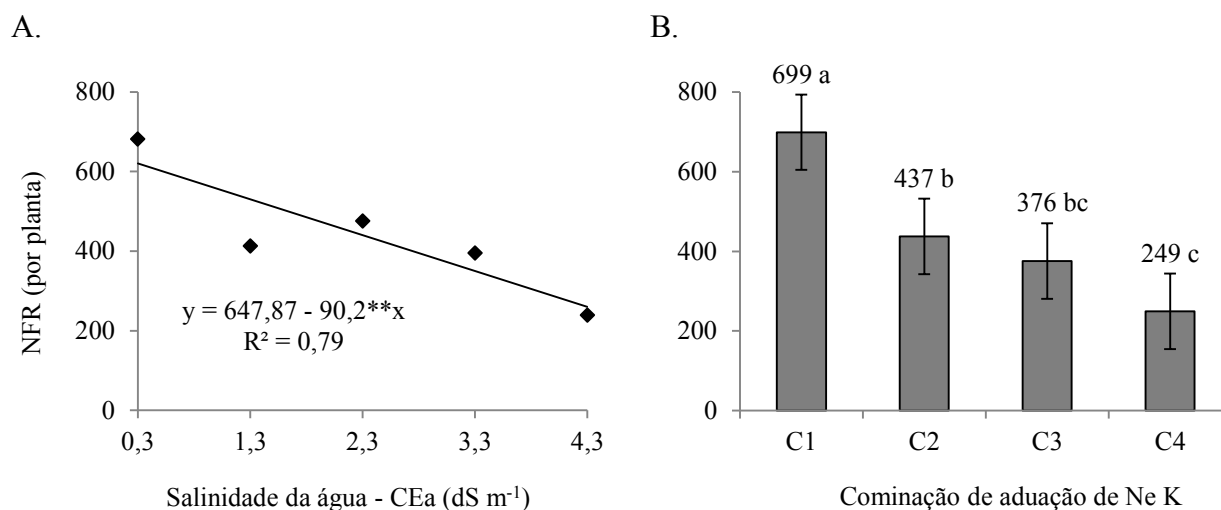 A.
NFR (por planta)
800
600
400
200
0
y = 647,87 - 90,2**x
R² = 0,79
0,3 1,3 2,3 3,3 4,3
Salinidade da água - CEa (dS m⁻¹)
B.
800
600
400
200
0
699 a
437 b
376 bc
249 c
C1 C2 C3 C4
Cominação de aduação de Ne K